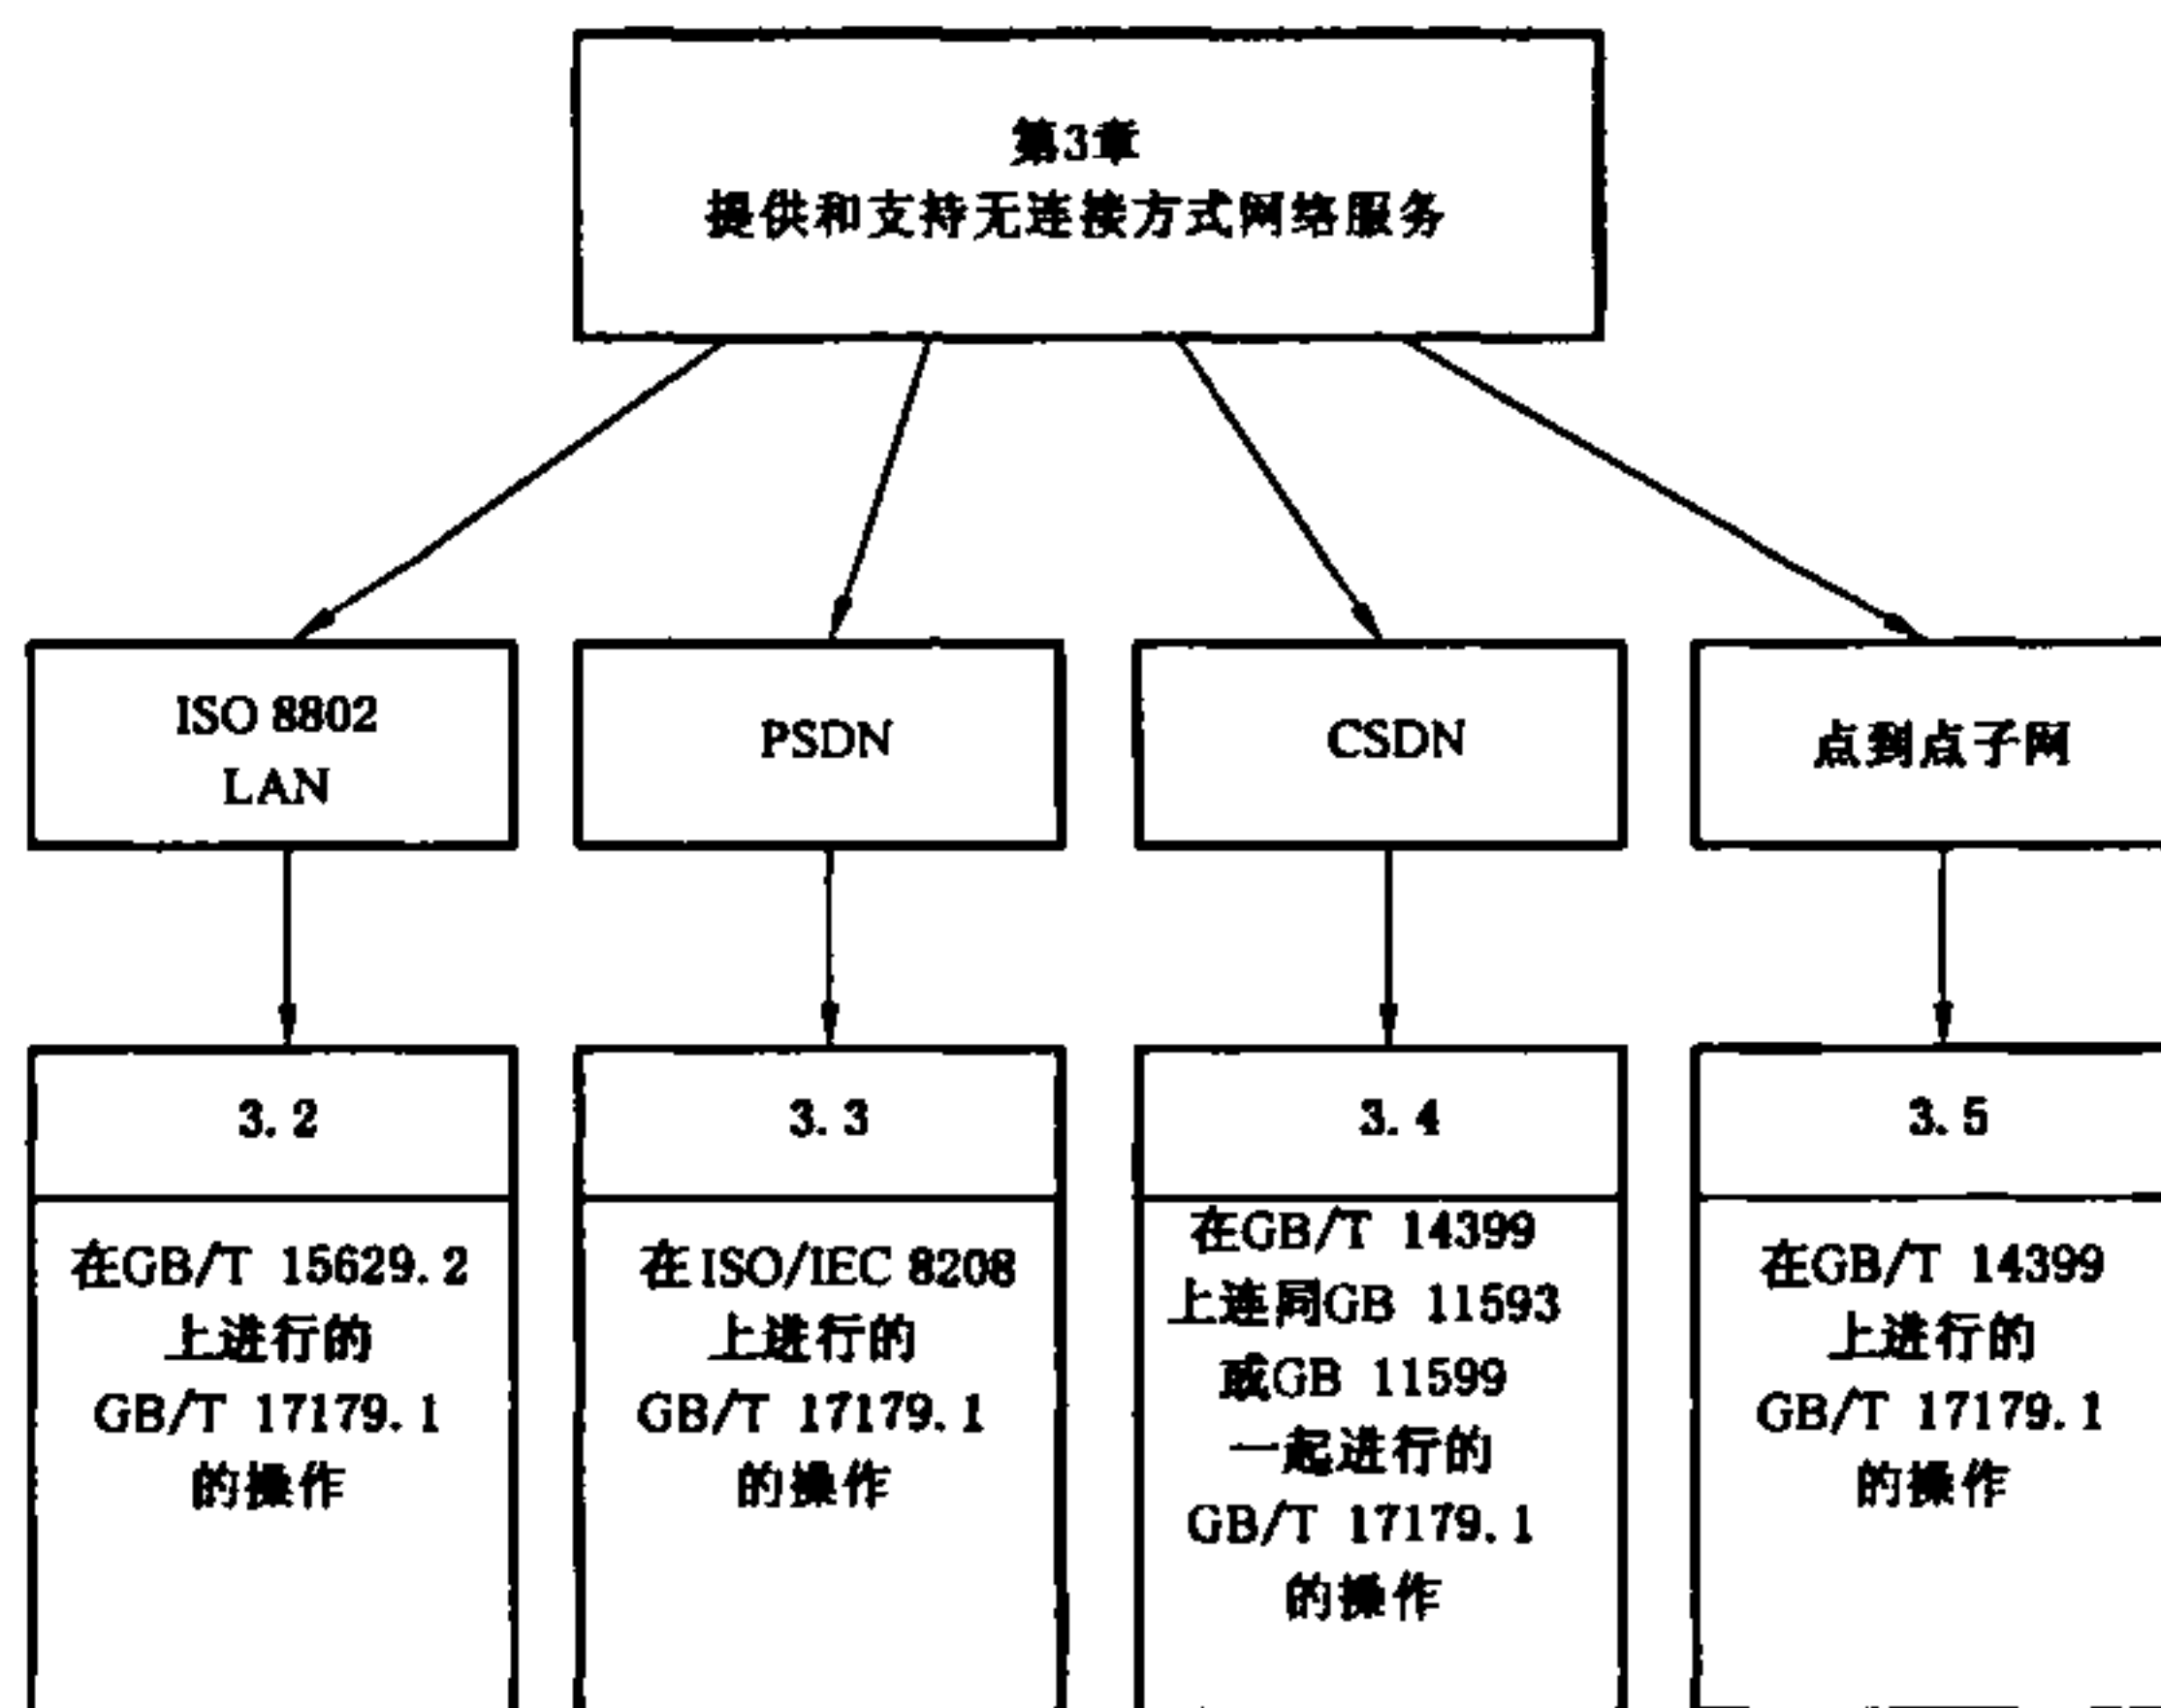 第3章
提供和支持无连接方式网络服务
ISO 8802
LAN
PSDN
CSDN
点到点子网
3.2
在GB/T 15629.2
上进行的
GB/T 17179.1
的操作
3.3
在ISO/IEC 8208
上进行的
GB/T 17179.1
的操作
3.4
在GB/T 14399
上连同GB 11593
或GB 11599
一起进行的
GB/T 17179.1
的操作
3.5
在GB/T 14399
上进行的
GB/T 17179.1
的操作